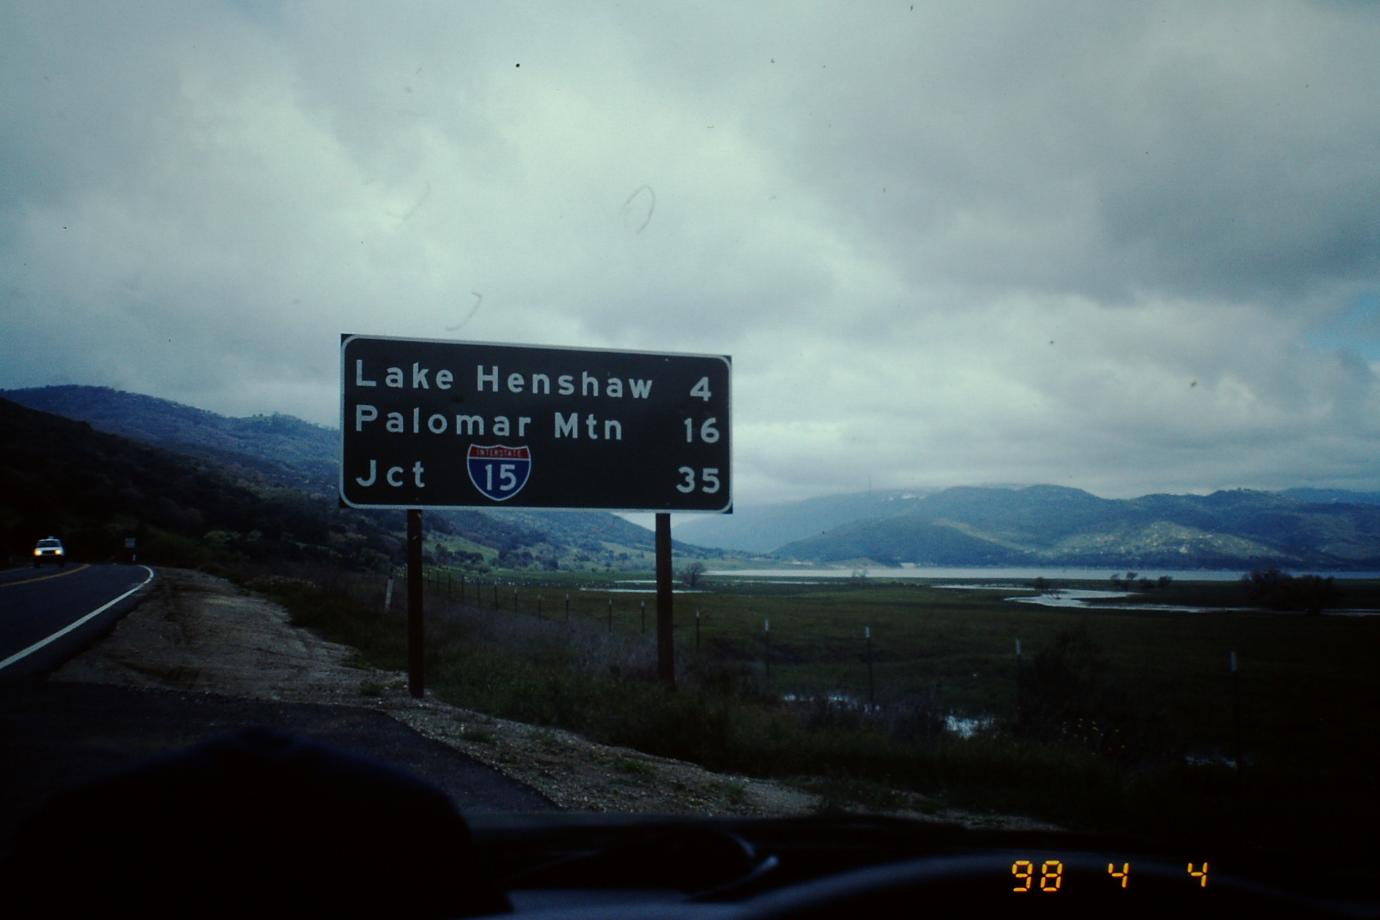 Lake Henshaw 4
Palomar Mtn 16
Jct INTERSTATE 15 35
98 4 4